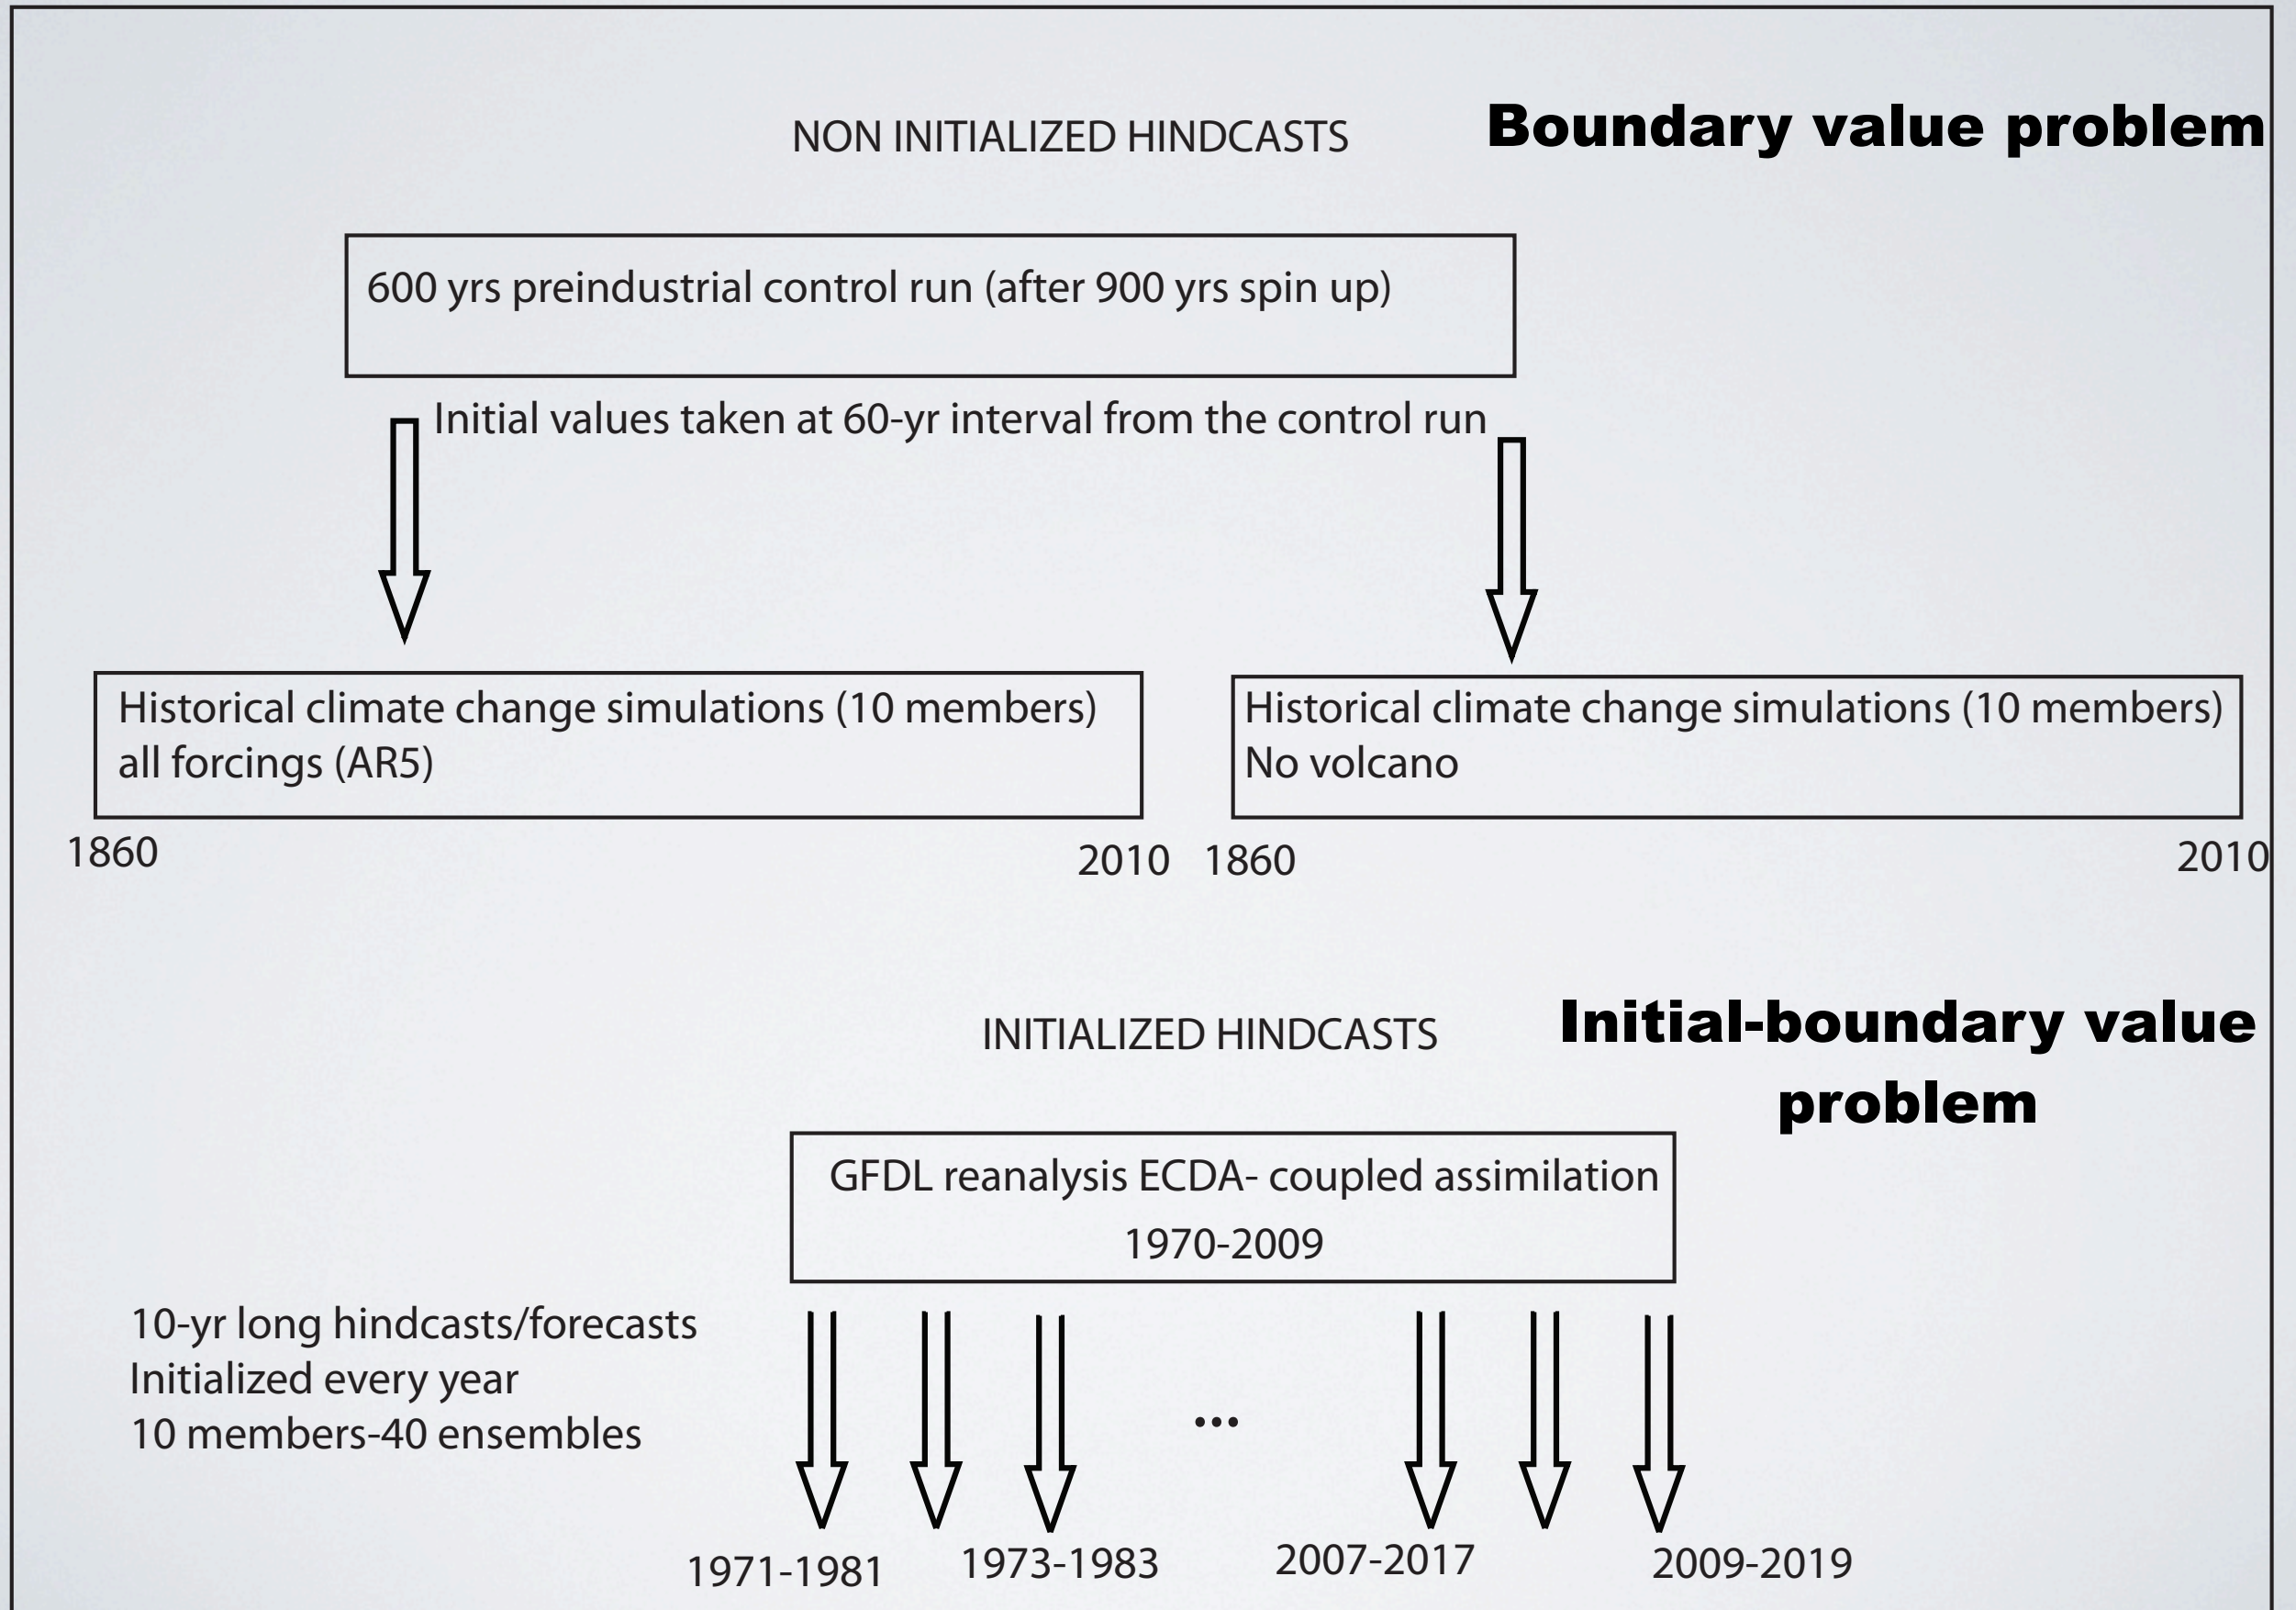 NON INITIALIZED HINDCASTS
Boundary value problem
600 yrs preindustrial control run (after 900 yrs spin up)
Initial values taken at 60-yr interval from the control run
Historical climate change simulations (10 members)
all forcings (AR5)
1860
2010
Historical climate change simulations (10 members)
No volcano
1860
2010
INITIALIZED HINDCASTS
Initial-boundary value
problem
GFDL reanalysis ECDA- coupled assimilation
1970-2009
10-yr long hindcasts/forecasts
Initialized every year
10 members-40 ensembles
...
1971-1981
1973-1983
2007-2017
2009-2019